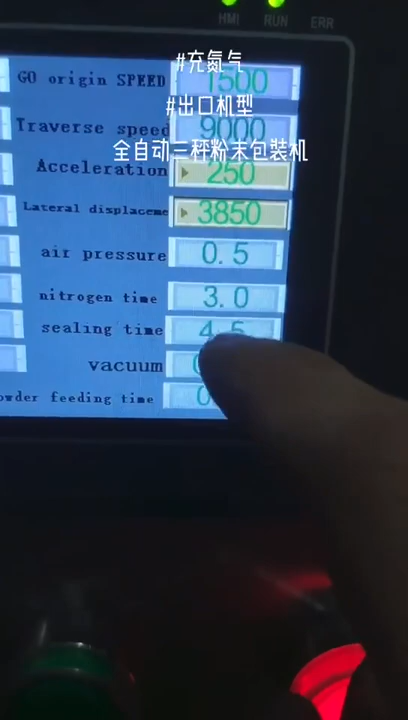 HMI RUN ERR
#充氮气
GO origin SPEED 1500
#出口机型
Traverse speed 9000
全自动三秤粉末包装机
Acceleration 250
Lateral displaceme 3850
air pressure 0.5
nitrogen time 3.0
sealing time 4.5
vacuum 0
owder feeding time 0.